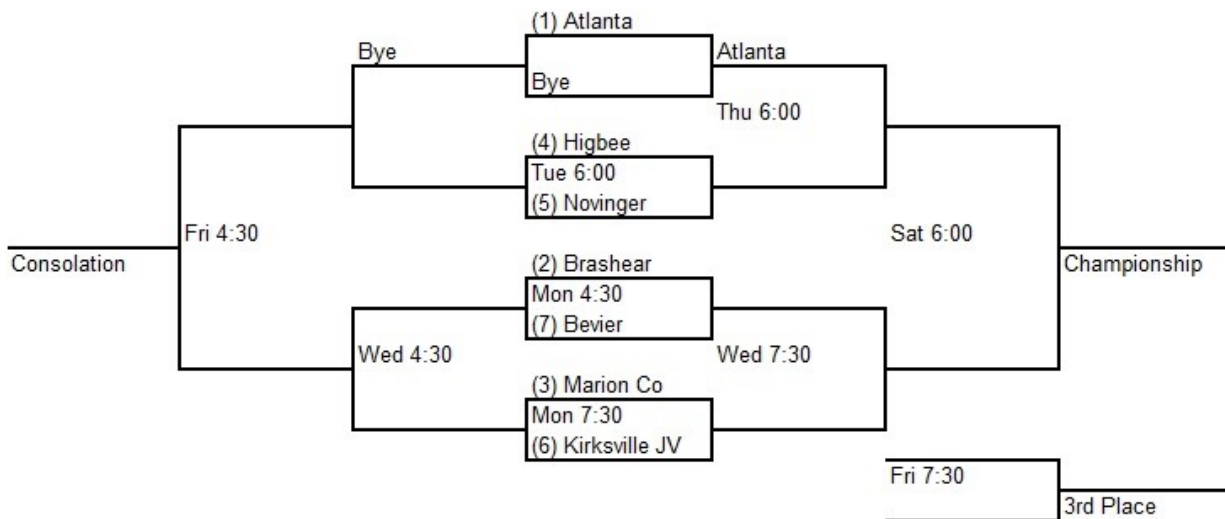 (1) Atlanta
Bye
Atlanta
Bye
Thu 6:00
(4) Higbee
Tue 6:00
(5) Novinger
Fri 4:30
Sat 6:00
Consolation
(2) Brashear
Championship
Mon 4:30
(7) Bevier
Wed 4:30
Wed 7:30
(3) Marion Co
Mon 7:30
(6) Kirksville JV
Fri 7:30
3rd Place